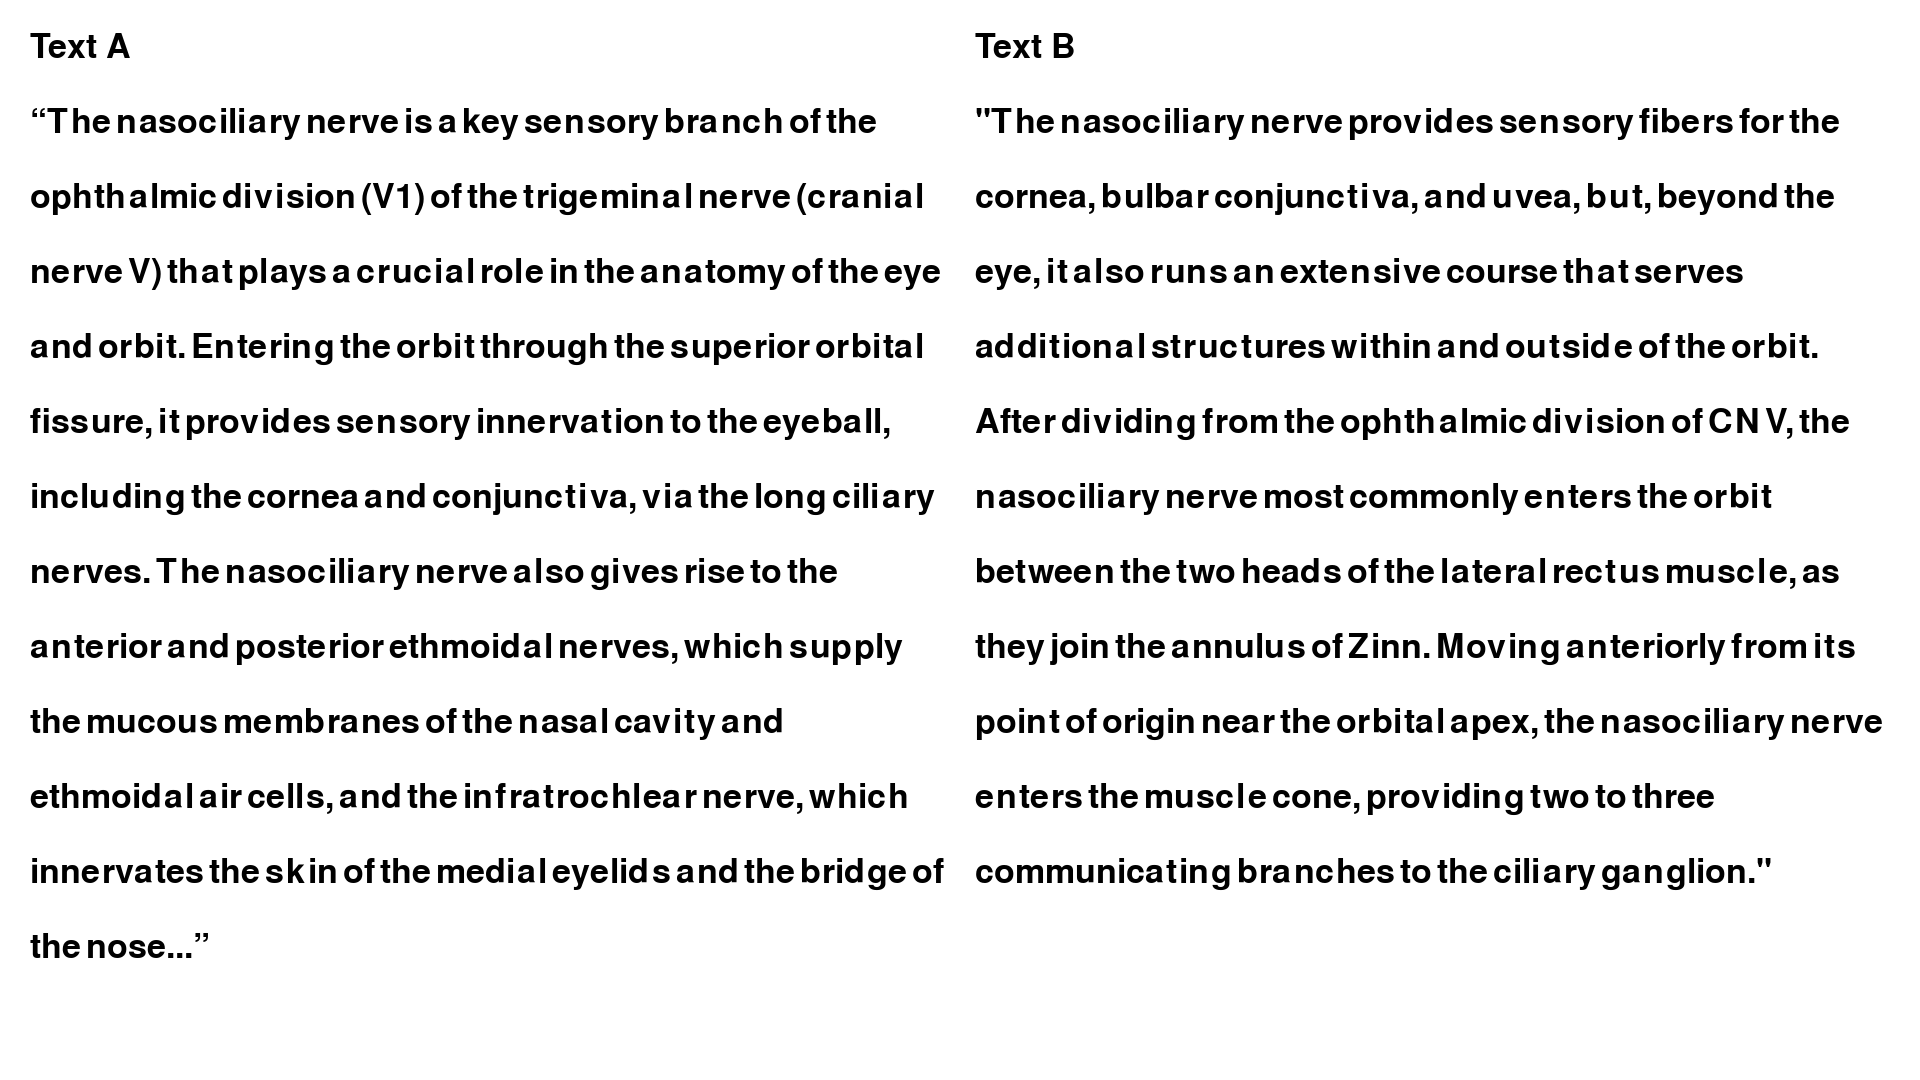 Text A
“The nasociliary nerve is a key sensory branch of the
ophthalmic division (V1) of the trigeminal nerve (cranial
nerve V) that plays a crucial role in the anatomy of the eye
and orbit. Entering the orbit through the superior orbital
fissure, it provides sensory innervation to the eyeball,
including the cornea and conjunctiva, via the long ciliary
nerves. The nasociliary nerve also gives rise to the
anterior and posterior ethmoidal nerves, which supply
the mucous membranes of the nasal cavity and
ethmoidal air cells, and the infratrochlear nerve, which
innervates the skin of the medial eyelids and the bridge of
the nose...”
Text B
"The nasociliary nerve provides sensory fibers for the
cornea, bulbar conjunctiva, and uvea, but, beyond the
eye, it also runs an extensive course that serves
additional structures within and outside of the orbit.
After dividing from the ophthalmic division of CN V, the
nasociliary nerve most commonly enters the orbit
between the two heads of the lateral rectus muscle, as
they join the annulus of Zinn. Moving anteriorly from its
point of origin near the orbital apex, the nasociliary nerve
enters the muscle cone, providing two to three
communicating branches to the ciliary ganglion."